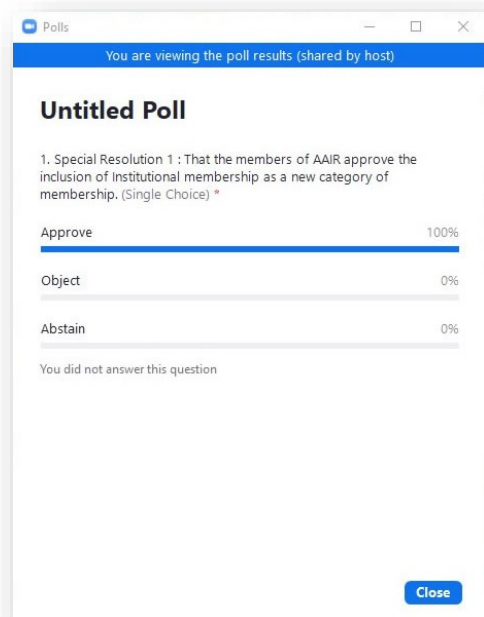 Polls
You are viewing the poll results (shared by host)
Untitled Poll
1. Special Resolution 1 : That the members of AAIR approve the
inclusion of Institutional membership as a new category of
membership. (Single Choice) *
Approve 100%
Object 0%
Abstain 0%
You did not answer this question
Close